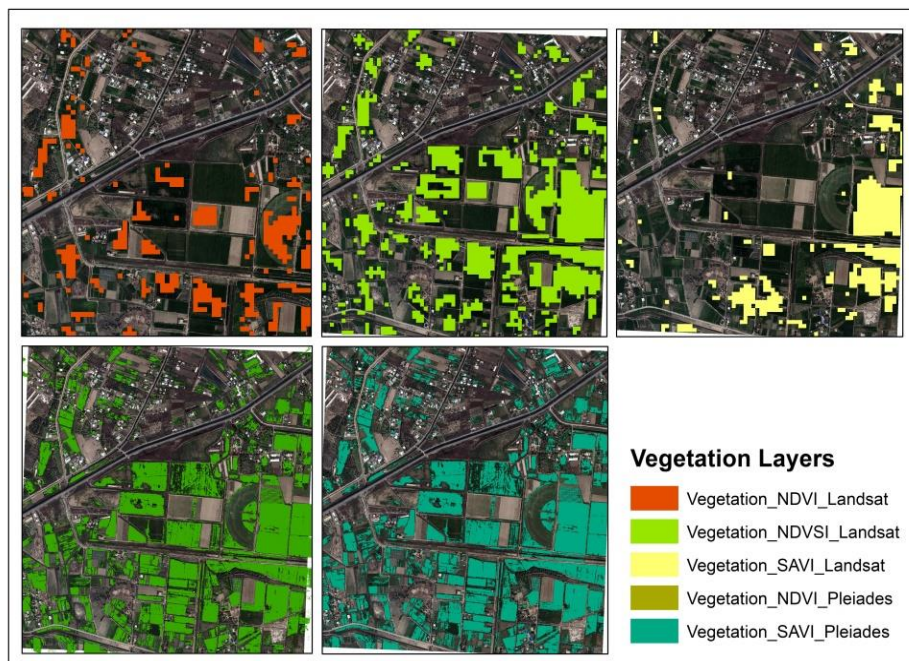 Vegetation Layers
Vegetation_NDVI_Landsat
Vegetation_NDVSI_Landsat
Vegetation_SAVI_Landsat
Vegetation_NDVI_Pleiades
Vegetation_SAVI_Pleiades